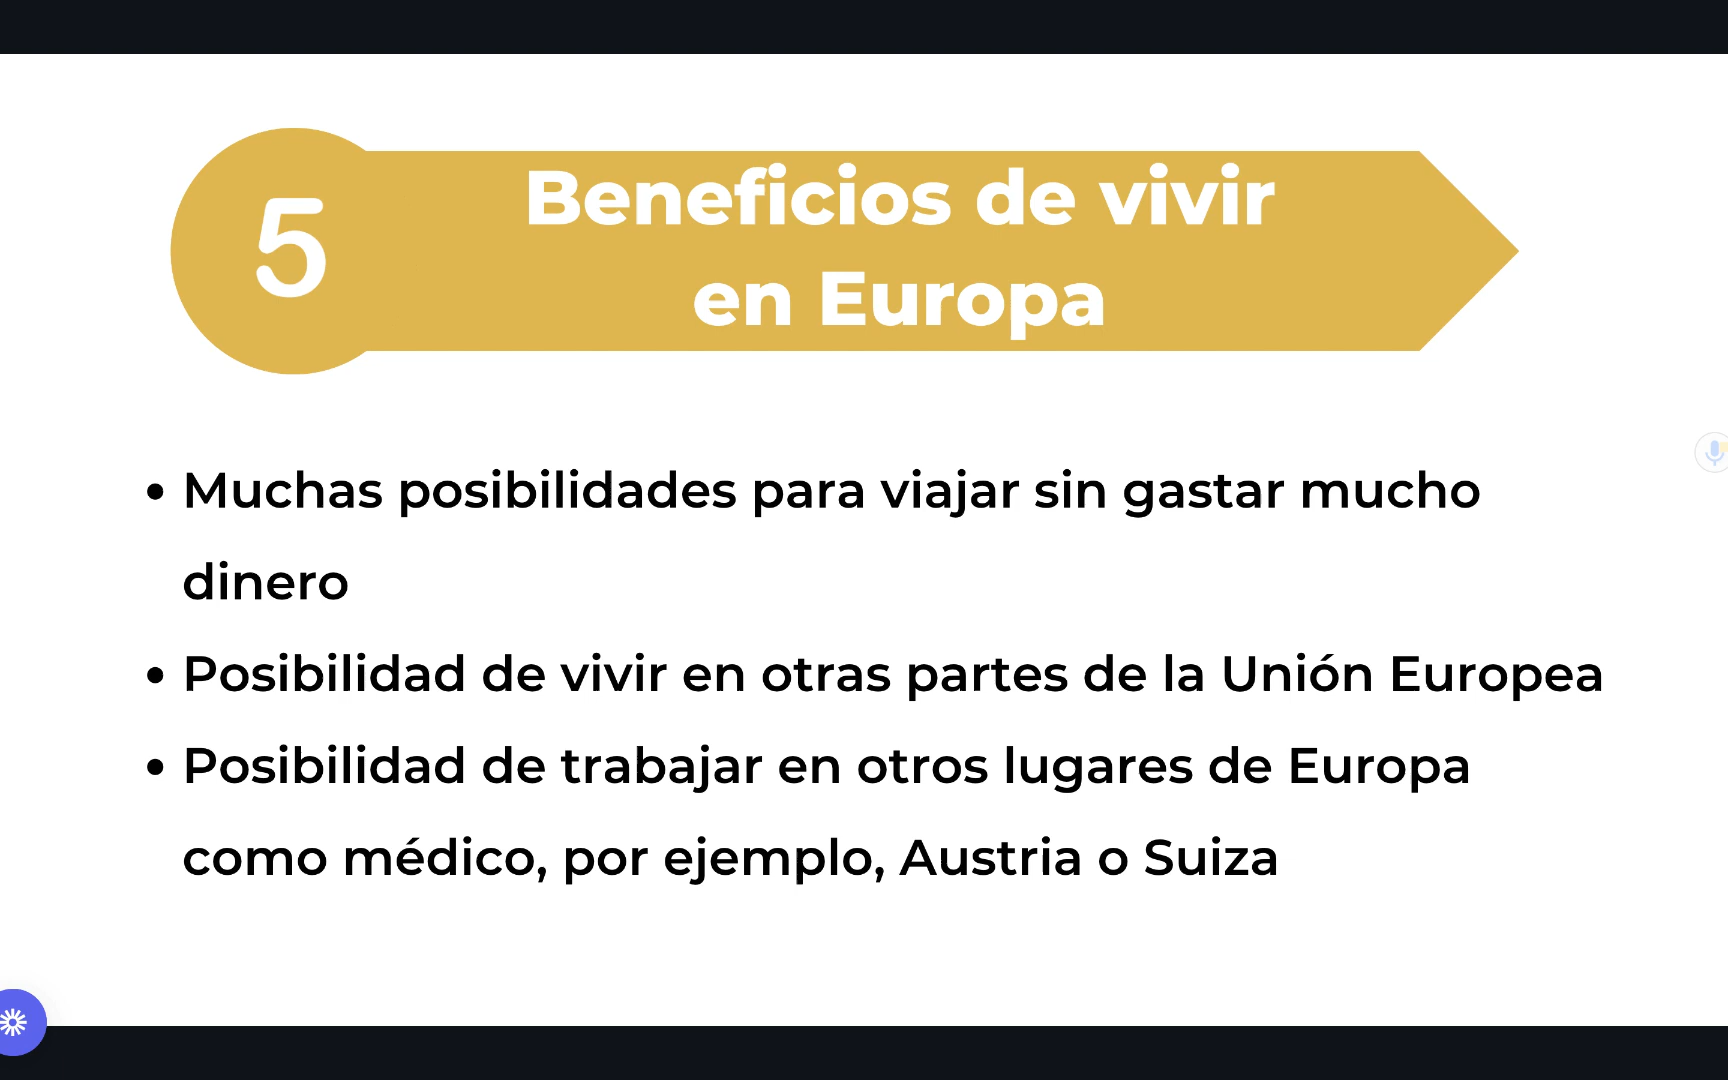 5
Beneficios de vivir
en Europa
• Muchas posibilidades para viajar sin gastar mucho
dinero
• Posibilidad de vivir en otras partes de la Unión Europea
• Posibilidad de trabajar en otros lugares de Europa
como médico, por ejemplo, Austria o Suiza